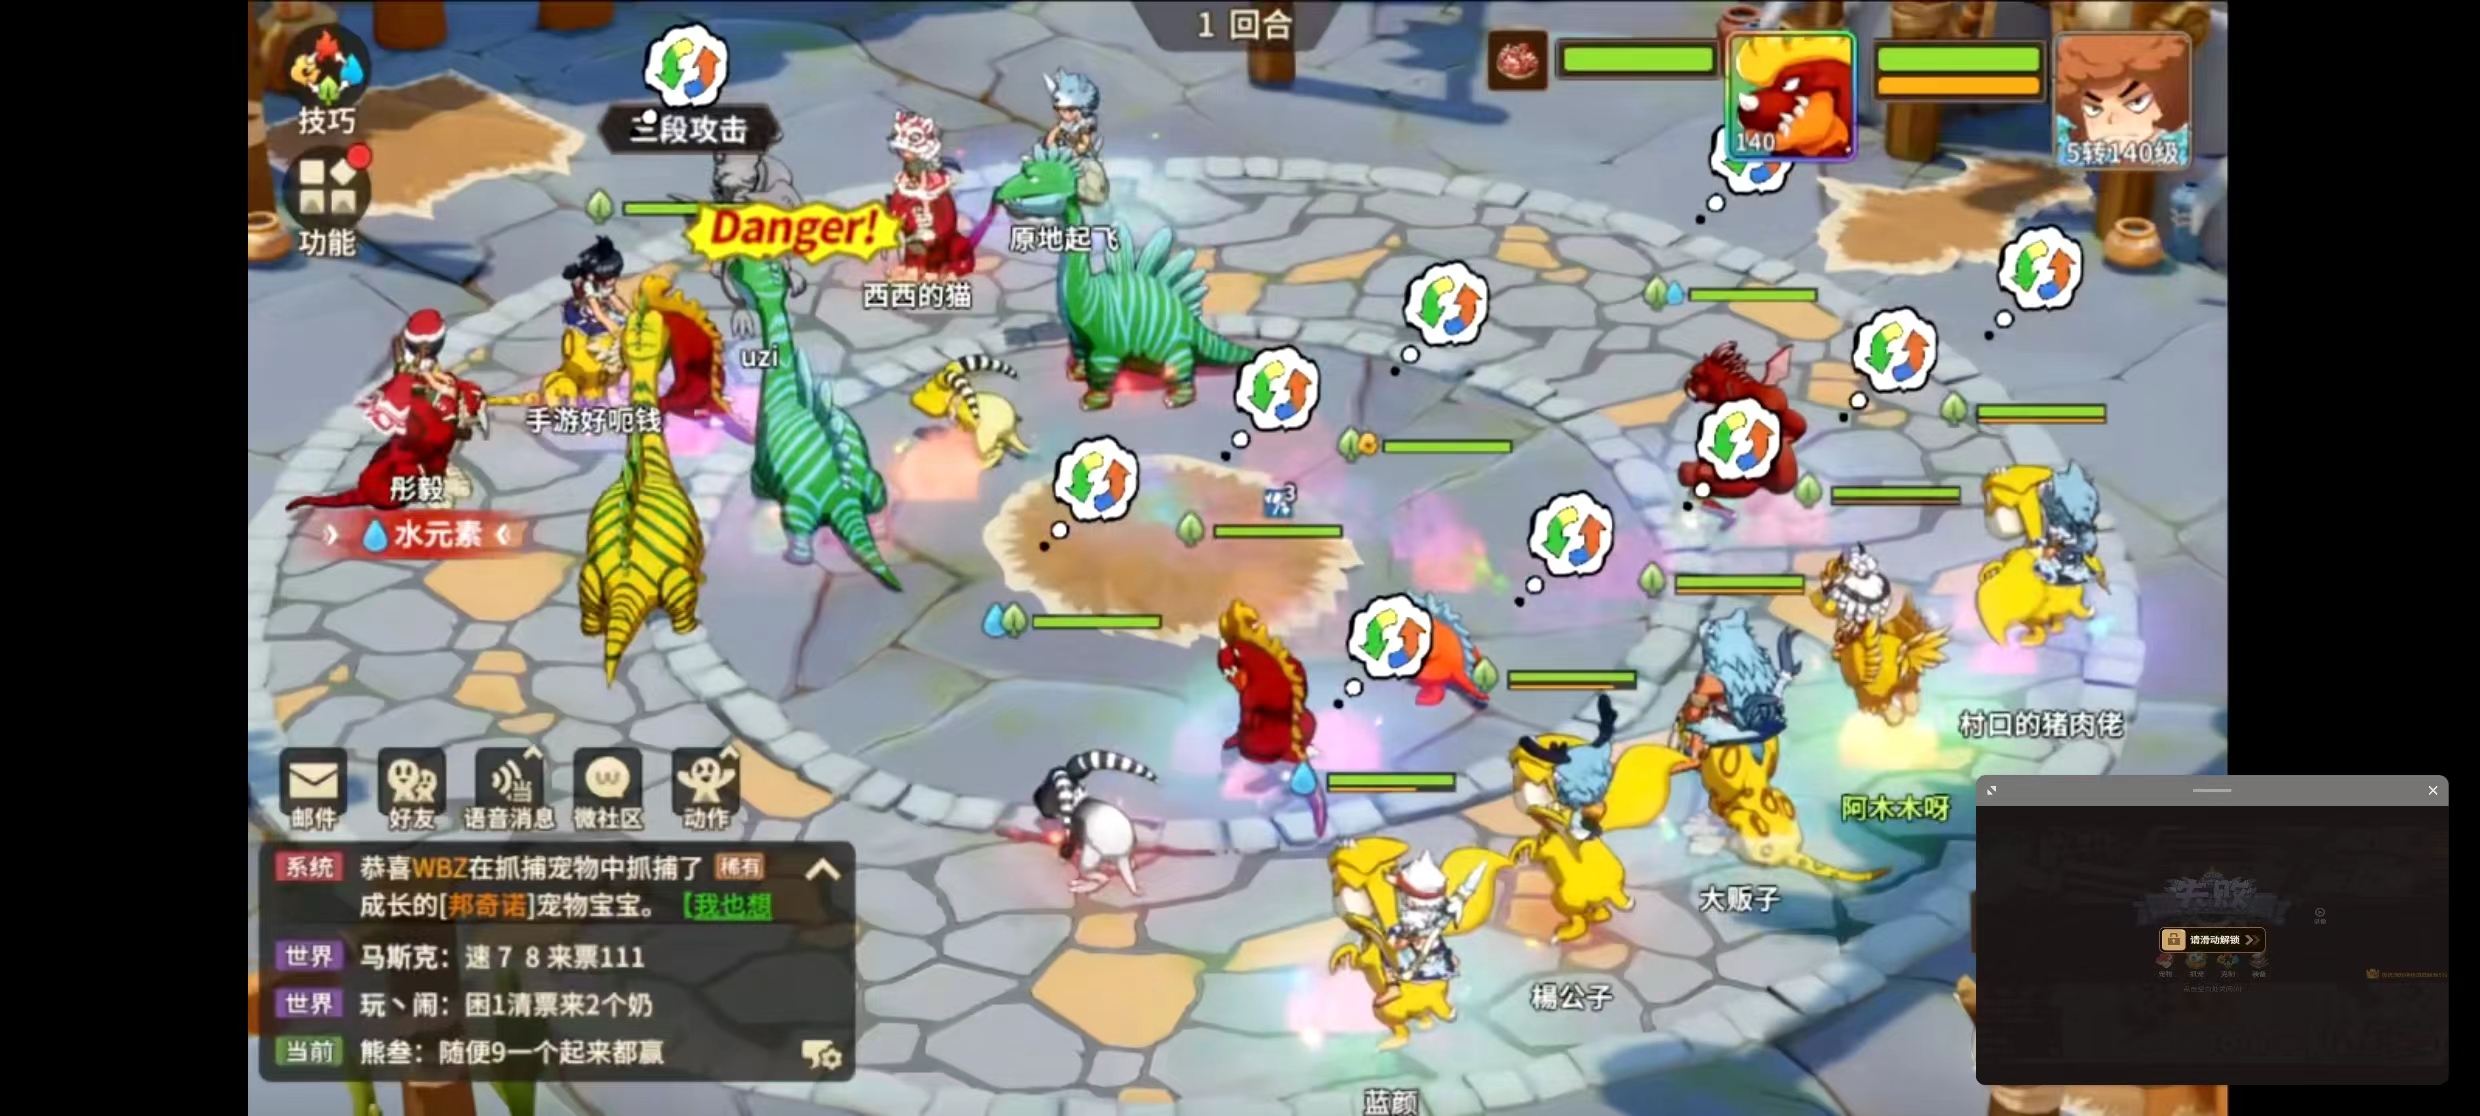 1 回合
技巧
三段攻击
140
5转140级
功能
Danger!
原地起飞
西西的猫
uzi
手游好呃钱
彤毅
水元素
3
村口的猪肉佬
阿木木呀
大贩子
楊公子
蓝颜
邮件
好友
语音消息
微社区
动作
系统 恭喜WBZ在抓捕宠物中抓捕了 稀有
成长的[邦奇诺]宠物宝宝。【我也想
世界 马斯克：速 7 8 来票111
世界 玩丶闹：困1清票来2个奶
当前 熊叁：随便9一个起来都赢
失败
请滑动解锁